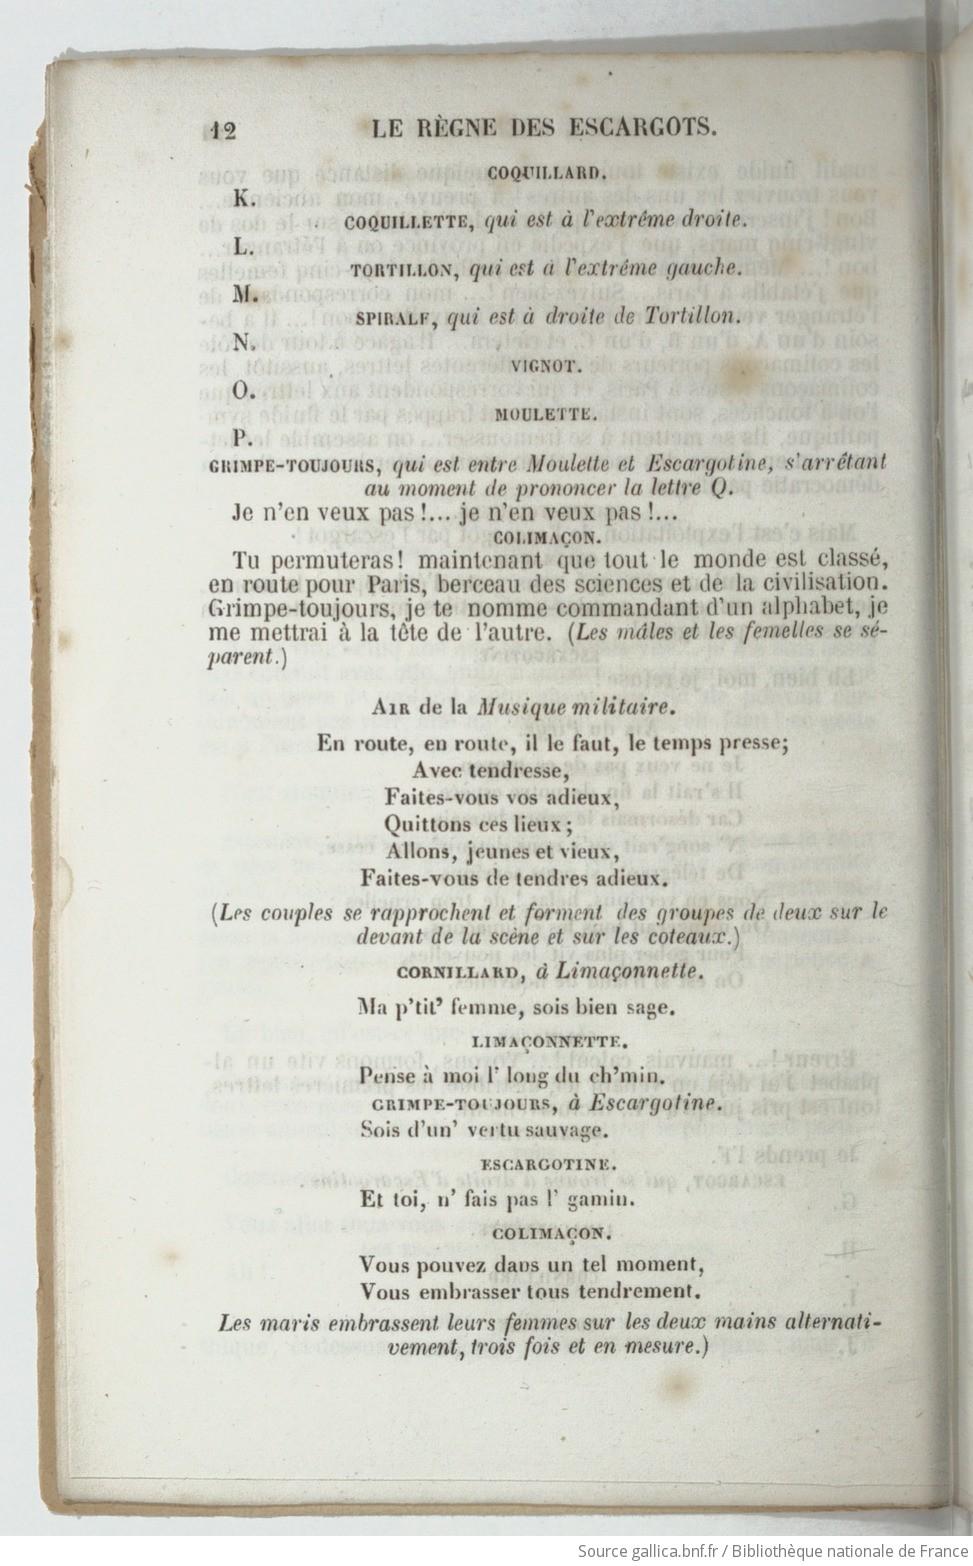 12 LE RÈGNE DES ESCARGOTS.
COQUILLARD.
K.
COQUILLETTE, qui est à l'extrême droite.
L.
TORTILLON, qui est à l'extrême gauche.
M.
SPIRALE, qui est à droite de Tortillon.
N.
VIGNOT.
O.
MOULETTE.
P.
GRIMPE-TOUJOURS, qui est entre Moulette et Escargotine, s'arrêtant
au moment de prononcer la lettre Q.
Je n'en veux pas !... je n'en veux pas !...
COLIMAÇON.
Tu permuteras! maintenant que tout le monde est classé,
en route pour Paris, berceau des sciences et de la civilisation.
Grimpe-toujours, je te nomme commandant d'un alphabet, je
me mettrai à la tête de l'autre. (Les mâles et les femelles se sé-
parent.)
AIR de la Musique militaire.
En route, en route, il le faut, le temps presse;
Avec tendresse,
Faites-vous vos adieux,
Quittons ces lieux;
Allons, jeunes et vieux,
Faites-vous de tendres adieux.
(Les couples se rapprochent et forment des groupes de deux sur le
devant de la scène et sur les coteaux.)
CORNILLARD, à Limaçonnette.
Ma p'tit' femme, sois bien sage.
LIMAÇONNETTE.
Pense à moi l' long du ch'min.
GRIMPE-TOUJOURS, à Escargotine.
Sois d'un' vertu sauvage.
ESCARGOTINE.
Et toi, n' fais pas l' gamin.
COLIMAÇON.
Vous pouvez dans un tel moment,
Vous embrasser tous tendrement.
Les maris embrassent leurs femmes sur les deux mains alternati-
vement, trois fois et en mesure.)
Source gallica.bnf.fr / Bibliothèque nationale de France